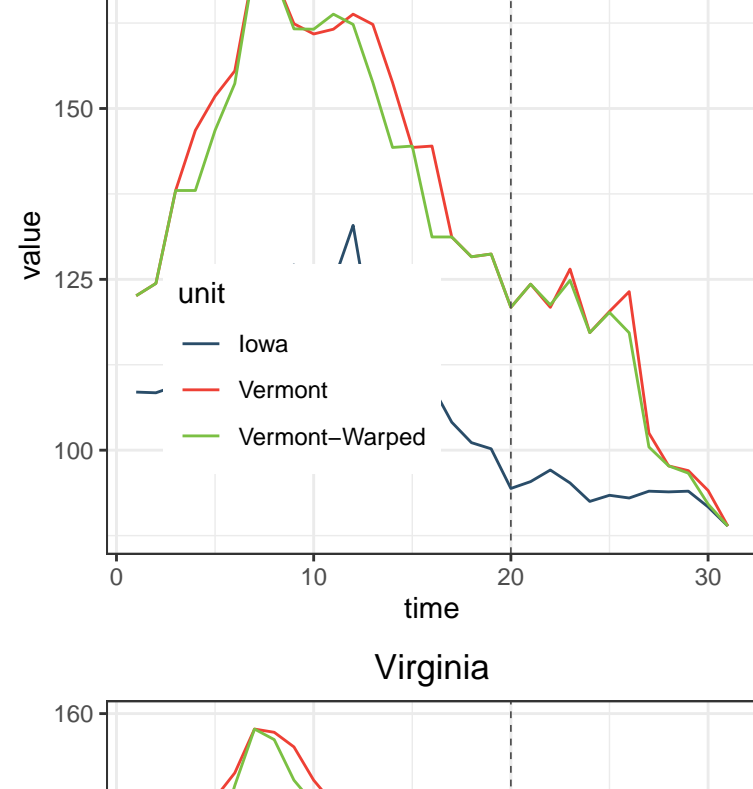 150
125
100
value
unit
Iowa
Vermont
Vermont−Warped
0 10 20 30
time
Virginia
160